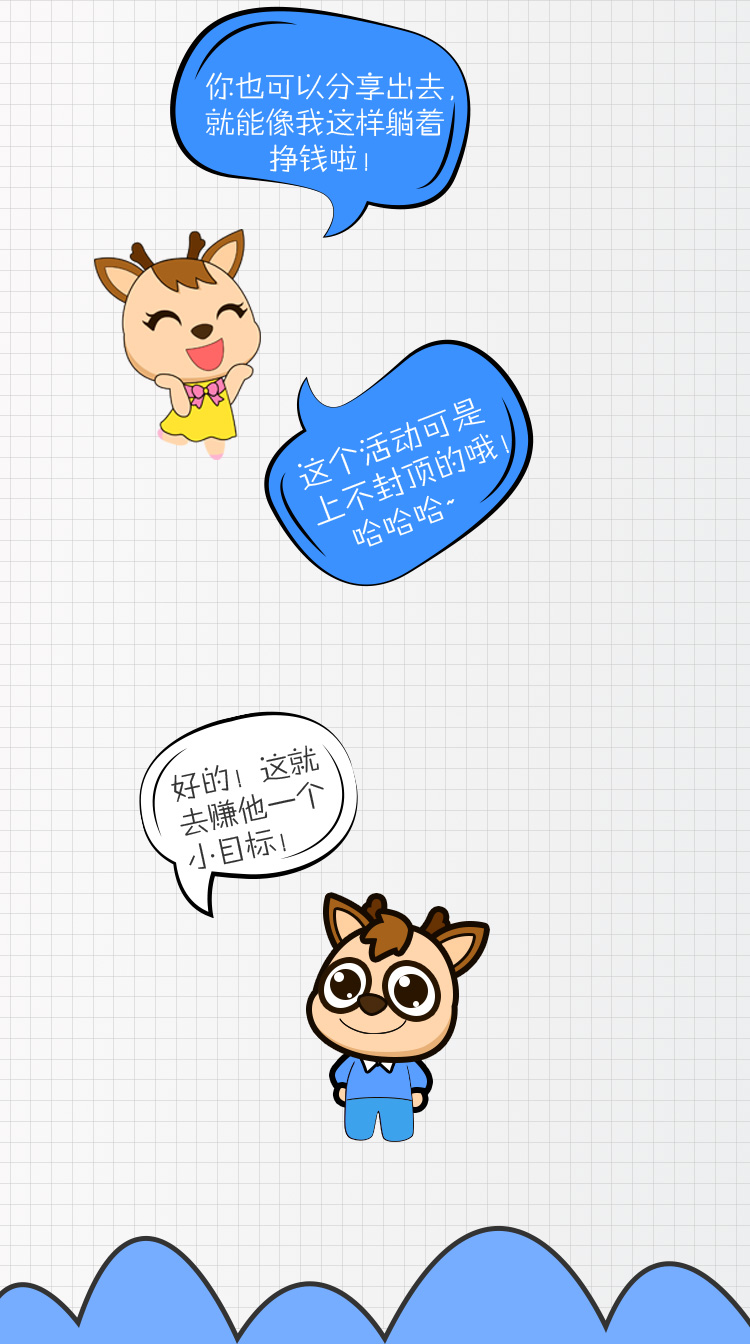 你也可以分享出去,
就能像我这样躺着
挣钱啦!
这个活动可是
上不封顶的哦!
哈哈哈~
好的!这就
去赚他一个
小目标!